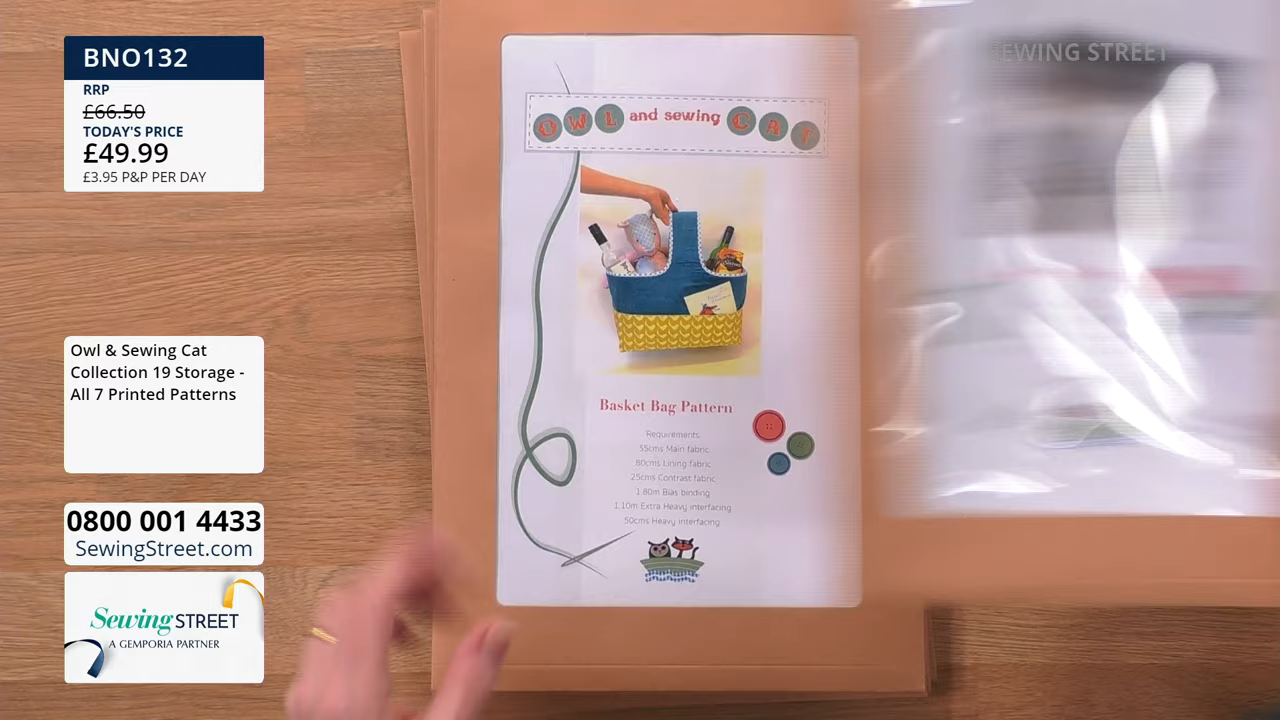 BNO132
RRP
£66.50
TODAY'S PRICE
£49.99
£3.95 P&P PER DAY
Owl & Sewing Cat
Collection 19 Storage -
All 7 Printed Patterns
0800 001 4433
SewingStreet.com
Sewing STREET
A GEMPORIA PARTNER
OWL and sewing CAT
Basket Bag Pattern
Requirements:
55cms Main fabric
80cms Lining fabric
25cms Contrast fabric
1.80m Bias binding
1.10m Extra Heavy interfacing
50cms Heavy interfacing
SEWING STREET